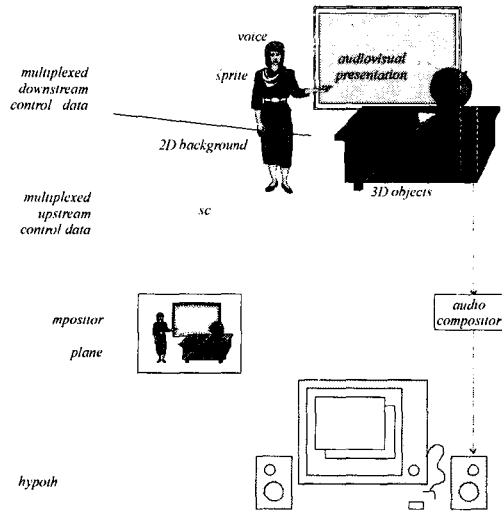 voice
sprite
audiovisual
presentation
multiplexed
downstream
control data
2D background
3D objects
multiplexed
upstream
control data
sc
mpositor
plane
audio
compositor
hypoth